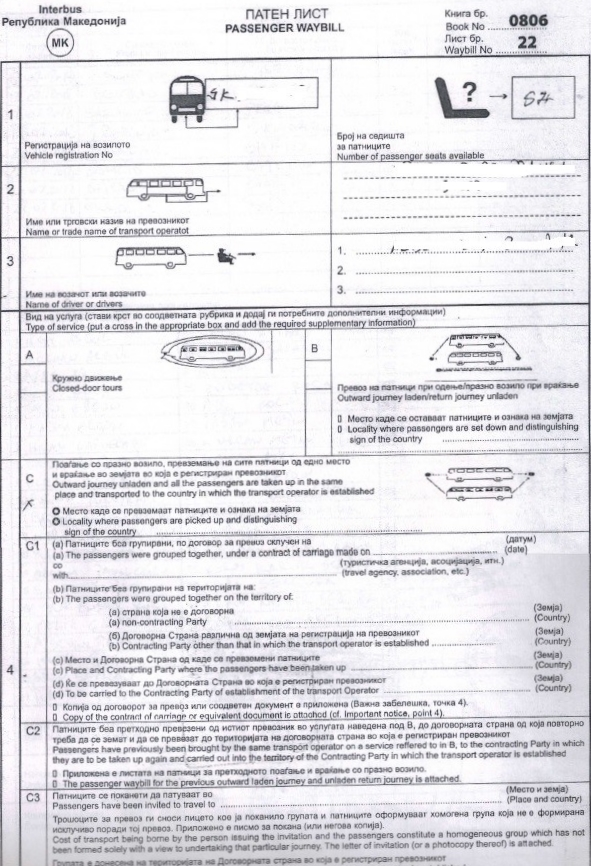 Interbus
Република Македонија
МК
ПАТЕН ЛИСТ
PASSENGER WAYBILL
Книга бр.
Book No ............ 0806
Лист бр.
Waybill No ............ 22
1
SK
?
Регистрација на возилото
Vehicle registration No
Број на седишта
за патниците
Number of passenger seats available
2
Име или трговски назив на превозникот
Name or trade name of transport operatot
3
1.
2.
3.
Име на возачот или возачите
Name of driver or drivers
Вид на услуга (стави крст во соодветната рубрика и додај ги потребните дополнителни информации)
Type of service (put a cross in the appropriate box and add the required supplementary information)
A
Кружно движење
Closed-door tours
B
Превоз на патници при одење/празно возило при враќање
Outward journey laden/return journey unladen
Место каде се оставаат патниците и ознака на земјата
Locality where passengers are set down and distinguishing
sign of the country
C
Поаѓање со празно возило, превземање на сите патници од едно место
и враќање во земјата во која е регистриран превозникот
Outward journey unladen and all the passengers are taken up in the same
place and transported to the country in which the transport operator is established
Место каде се превземаат патниците и ознака на земјата
Locality where passengers are picked up and distinguishing
sign of the country
4
C1
(а) Патниците беа групирани, по договор за превоз склучен на (датум)
(a) The passengers were grouped together, under a contract of carriage made on (date)
со (туристичка агенција, асоцијација, итн.)
with (travel agency, association, etc.)
(b) Патниците беа групирани на територијата на:
(b) The passengers were grouped together on the territory of:
(а) страна која не е договорна (Земја)
(a) non-contracting Party (Country)
(б) Договорна Страна различна од земјата на регистрација на превозникот (Земја)
(b) Contracting Party other than that in which the transport operator is established (Country)
(c) Место и Договорна Страна од каде се превземени патниците (Земја)
(c) Place and Contracting Party where the passengers have been taken up (Country)
(d) Ќе се превезуваат до Договорната Страна во која е регистриран превозникот (Земја)
(d) To be carried to the Contracting Party of establishment of the transport Operator (Country)
Копија од договорот за превоз или соодветен документ е приложена (Важна забелешка, точка 4).
Copy of the contract of carriage or equivalent document is attached (cf. Important notice, point 4).
C2
Патниците беа претходно превезени од истиот превозник во услугата наведена под B, до договорната страна од која повторно
треба да се земат и да се превезат до територијата на договорната страна во која е регистриран превозникот
Passengers have previously been brought by the same transport operator on a service reffered to in B, to the contracting Party in which
they are to be taken up again and carried out into the territory of the Contracting Party in which the transport operator is established
Приложена е листата на патници за претходното поаѓање и враќање со празно возило.
The passenger waybill for the previous outward laden journey and unladen return journey is attached.
C3
Патниците се поканети да патуваат во (Место и земја)
Passengers have been invited to travel to (Place and country)
Трошоците за превоз ги сноси лицето кое ја поканило групата и патниците оформуваат хомогена група која не е формирана
исклучиво поради тој превоз. Приложено е писмо за покана (или негова копија).
Cost of transport being borne by the person issuing the invitation and the passengers constitute a homogeneous group which has not
been formed solely with a view to undertaking that particular journey. The letter of invitation (or a photocopy thereof) is attached.
Групата е донесена на територијата на Договорната страна во која е регистриран превозникот